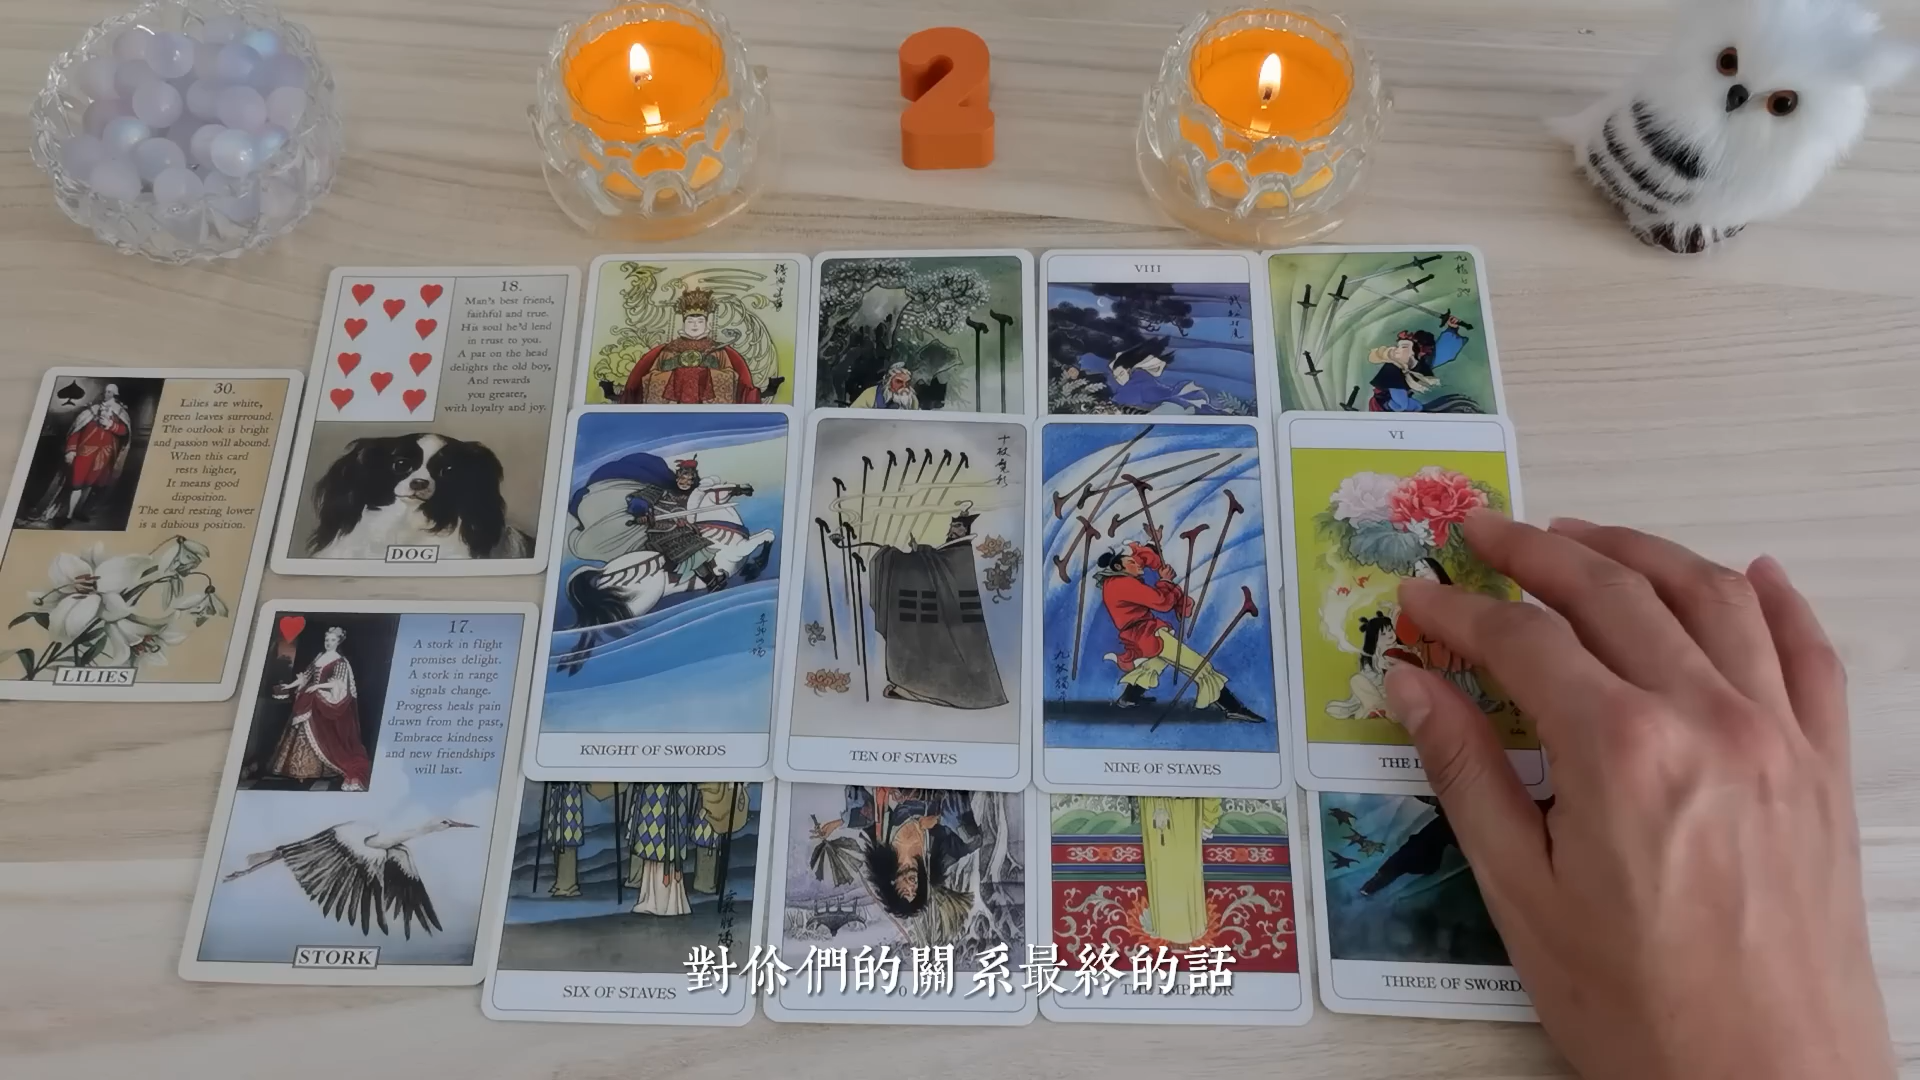 2
18.
Man's best friend,
faithful and true.
His soul he'd lend
in trust to you.
A pat on the head
delights the old boy,
And rewards
you greater,
with loyalty and joy.
DOG
30.
Lilies are white,
green leaves surround.
The outlook is bright
and passion will abound.
When this card
rests higher,
It means good
disposition.
The card resting lower
is a dubious position.
LILIES
17.
A stork in flight
promises delight.
A stork in range
signals change.
Progress heals pain
drawn from the past,
Embrace kindness
and new friendships
will last.
STORK
VIII
VI
KNIGHT OF SWORDS
TEN OF STAVES
NINE OF STAVES
THE L
SIX OF STAVES
0
THE EMPEROR
THREE OF SWORD
對你們的關系最終的話